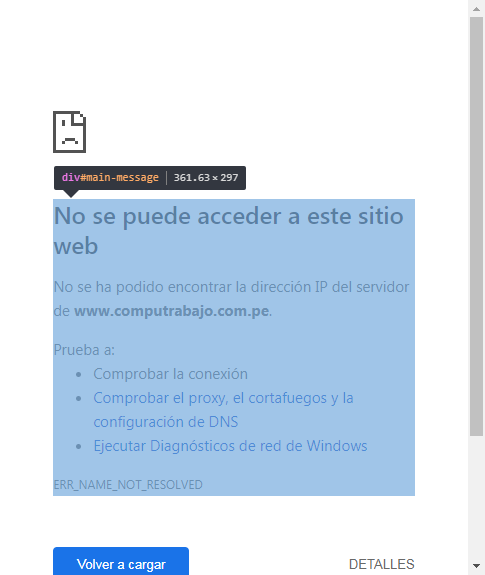 div#main-message | 361.63 × 297
No se puede acceder a este sitio
web
No se ha podido encontrar la dirección IP del servidor
de www.computrabajo.com.pe.
Prueba a:
• Comprobar la conexión
• Comprobar el proxy, el cortafuegos y la
configuración de DNS
• Ejecutar Diagnósticos de red de Windows
ERR_NAME_NOT_RESOLVED
Volver a cargar DETALLES